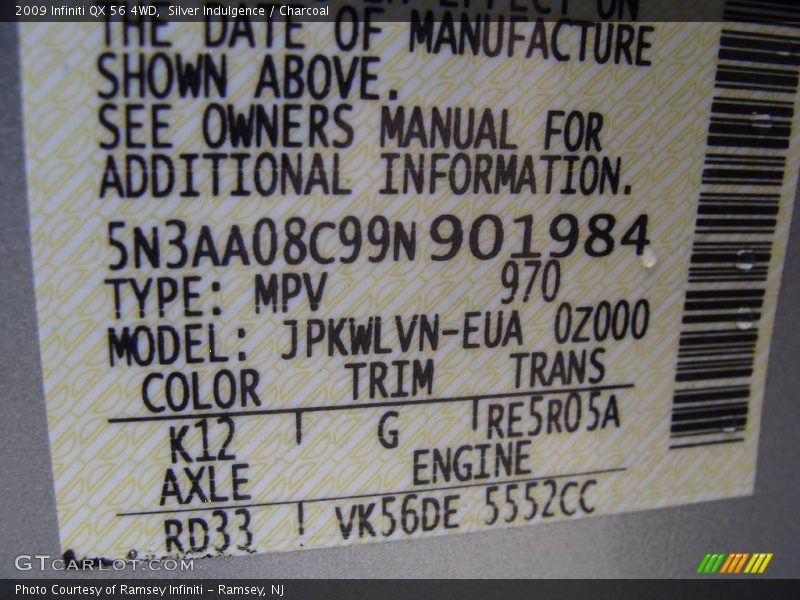 2009 Infiniti QX 56 4WD, Silver Indulgence / Charcoal
EFFECT ON
THE DATE OF MANUFACTURE
SHOWN ABOVE.
SEE OWNERS MANUAL FOR
ADDITIONAL INFORMATION.
5N3AA08C99N901984
TYPE: MPV 970
MODEL: JPKWLVN-EUA 0Z000
COLOR TRIM TRANS
K12 G RE5R05A
AXLE ENGINE
RD33 VK56DE 5552CC
GTCARLOT.COM
Photo Courtesy of Ramsey Infiniti - Ramsey, NJ